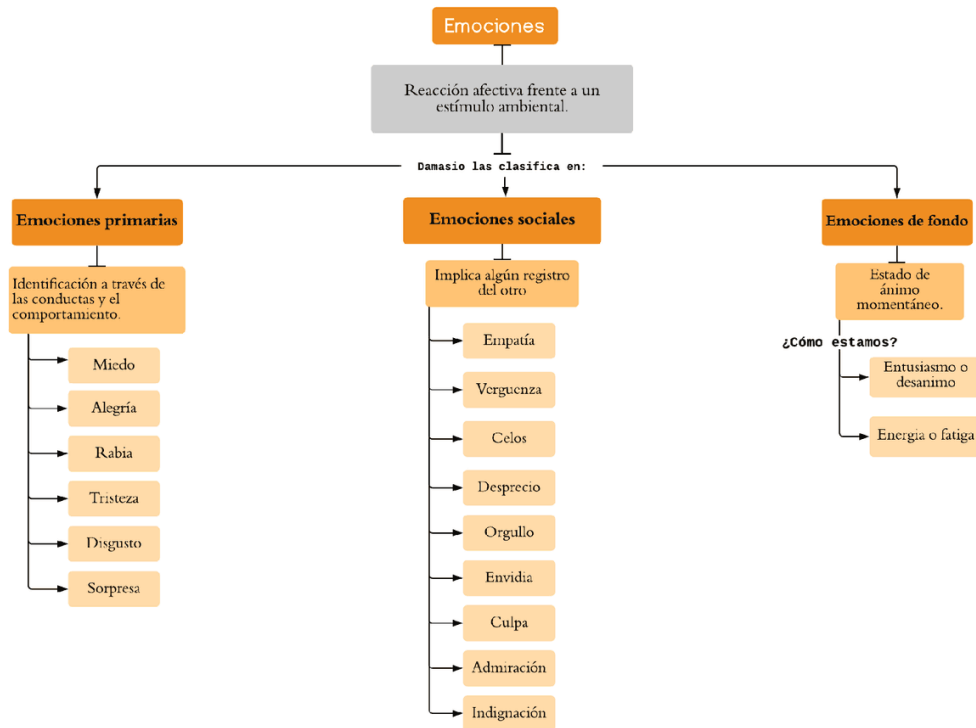 Emociones
Reacción afectiva frente a un
estímulo ambiental.
Damasio las clasifica en:
Emociones primarias
Identificación a través de
las conductas y el
comportamiento.
Miedo
Alegría
Rabia
Tristeza
Disgusto
Sorpresa
Emociones sociales
Implica algún registro
del otro
Empatía
Verguenza
Celos
Desprecio
Orgullo
Envidia
Culpa
Admiración
Indignación
Emociones de fondo
Estado de
ánimo
momentáneo.
¿Cómo estamos?
Entusiasmo o
desanimo
Energia o fatiga